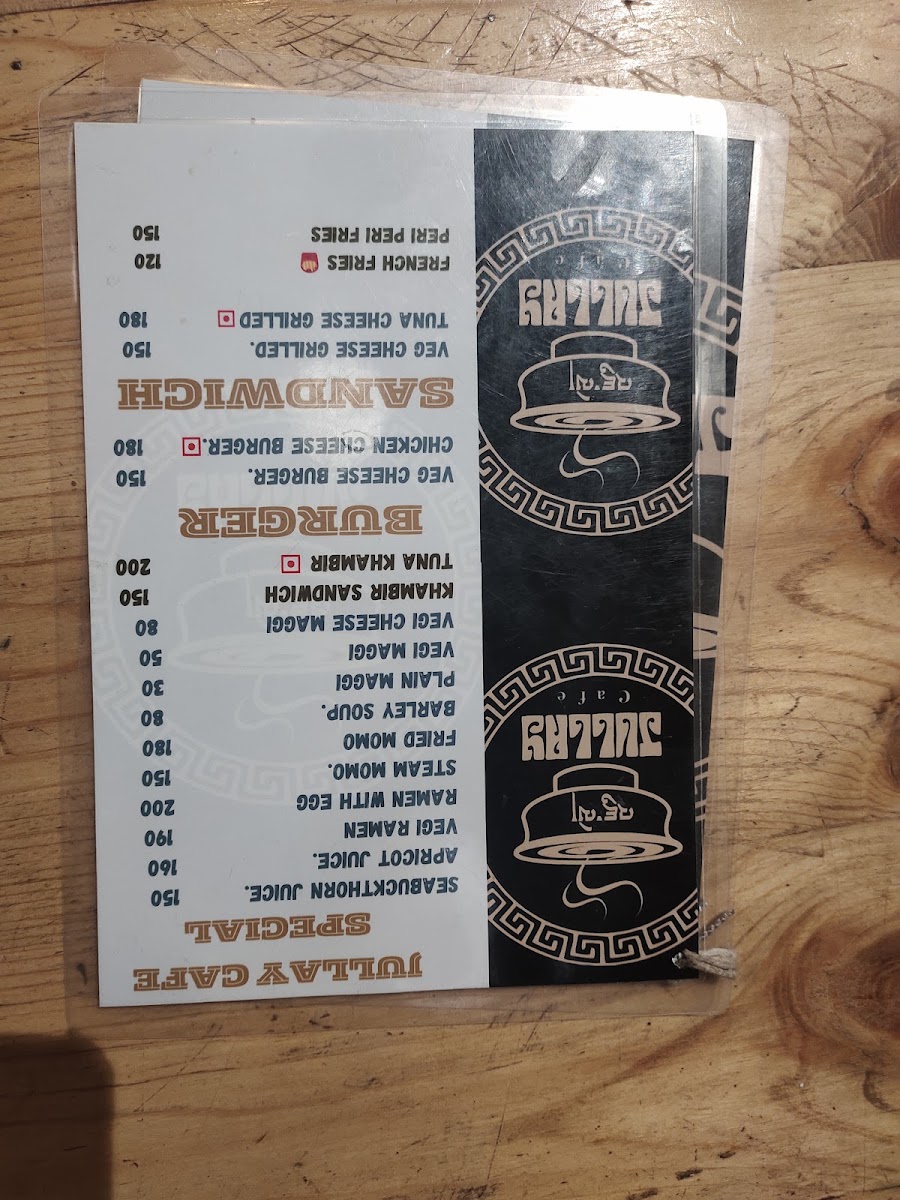 JULLAY CAFE
SPECIAL
SEABUCKTHORN JUICE. 150
APRICOT JUICE. 160
VEGI RAMEN 190
RAMEN WITH EGG 200
STEAM MOMO. 150
FRIED MOMO 180
BARLEY SOUP. 80
PLAIN MAGGI 30
VEGI MAGGI 50
VEGI CHEESE MAGGI 80
KHAMBIR SANDWICH 150
TUNA KHAMBIR 200
BURGER
VEG CHEESE BURGER. 150
CHICKEN CHEESE BURGER. 180
SANDWICH
VEG CHEESE GRILLED. 150
TUNA CHEESE GRILLED 180
FRENCH FRIES 120
PERI PERI FRIES 150
JULLAY
Café
JULLAY
Café